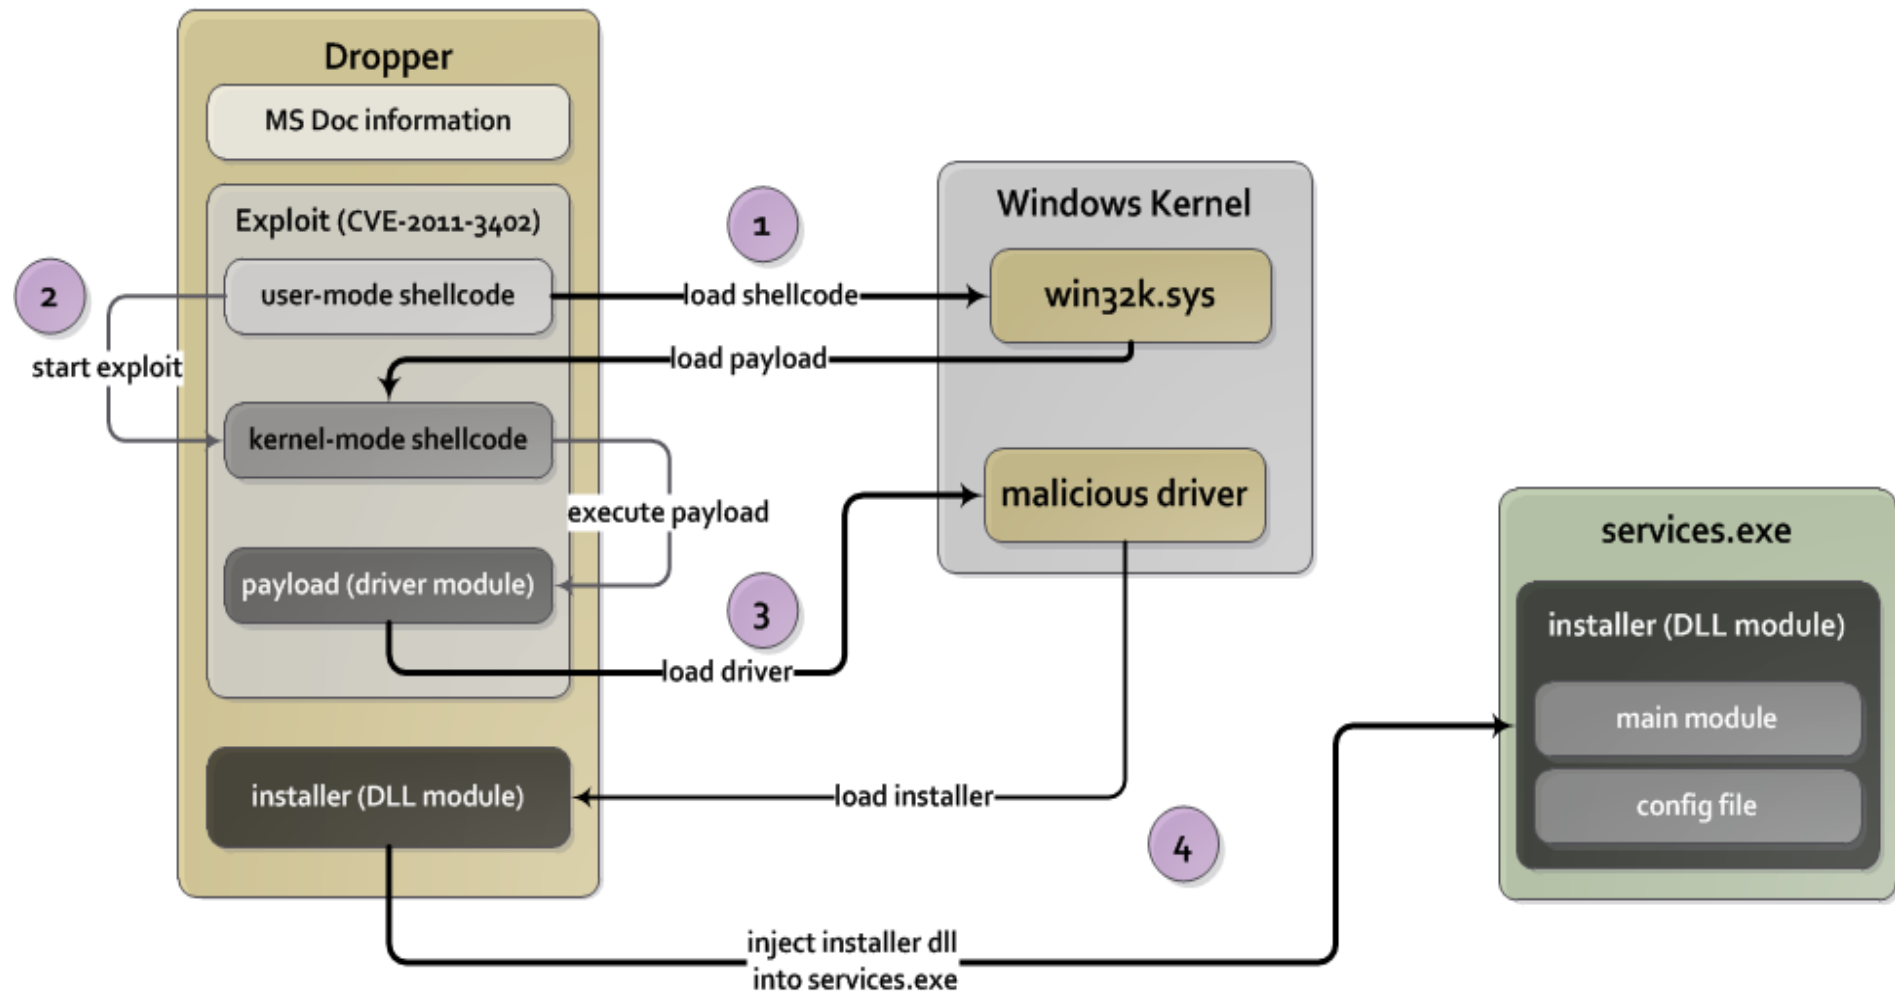 Dropper
MS Doc information
Exploit (CVE-2011-3402)
1
Windows Kernel
2
user-mode shellcode
load shellcode
win32k.sys
start exploit
load payload
kernel-mode shellcode
malicious driver
execute payload
services.exe
payload (driver module)
3
installer (DLL module)
load driver
main module
installer (DLL module)
load installer
config file
4
inject installer dll
into services.exe